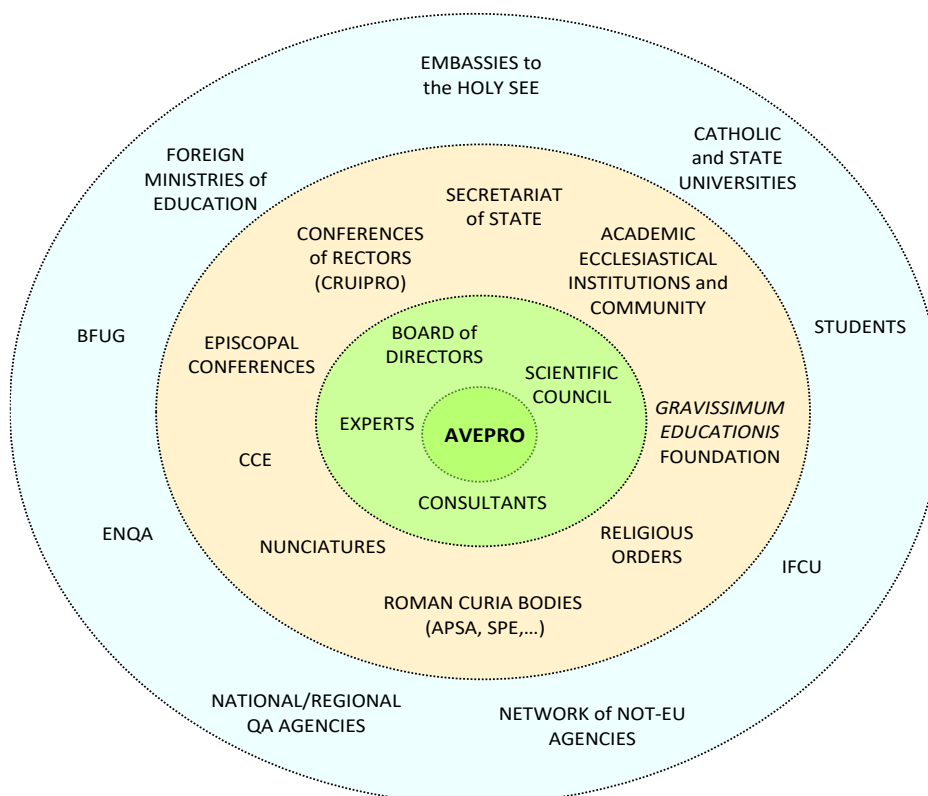 EMBASSIES to
the HOLY SEE
CATHOLIC
and STATE
UNIVERSITIES
FOREIGN
MINISTRIES of
EDUCATION
SECRETARIAT
of STATE
CONFERENCES
of RECTORS
(CRUIPRO)
ACADEMIC
ECCLESIASTICAL
INSTITUTIONS and
COMMUNITY
BFUG
STUDENTS
EPISCOPAL
CONFERENCES
BOARD of
DIRECTORS
SCIENTIFIC
COUNCIL
EXPERTS
AVEPRO
GRAVISSIMUM
EDUCATIONIS
FOUNDATION
CCE
CONSULTANTS
ENQA
NUNCIATURES
RELIGIOUS
ORDERS
IFCU
ROMAN CURIA BODIES
(APSA, SPE,...)
NATIONAL/REGIONAL
QA AGENCIES
NETWORK of NOT-EU
AGENCIES